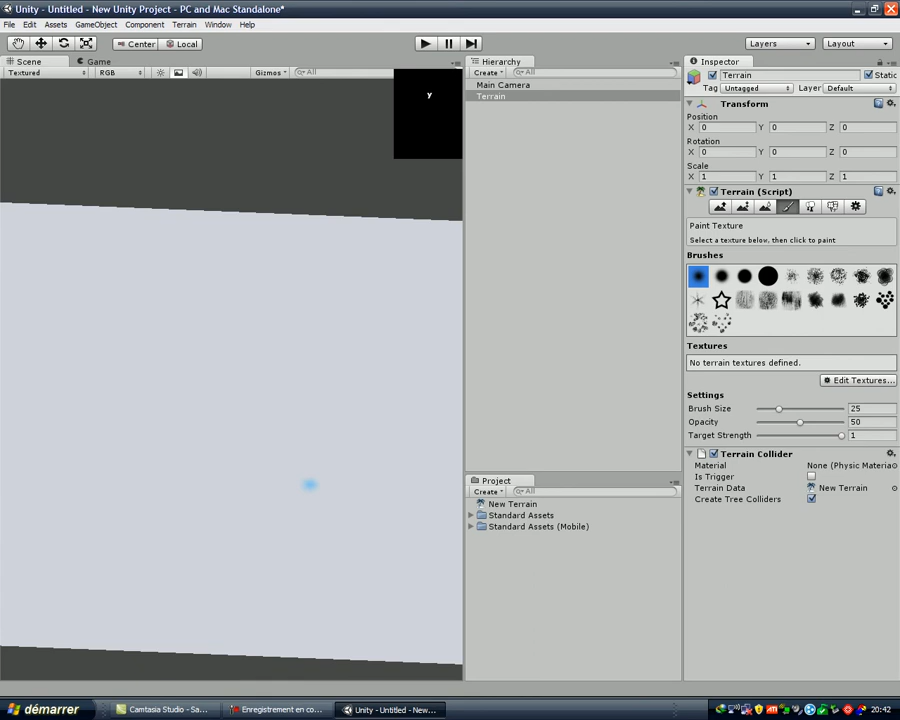 Unity - Untitled - New Unity Project - PC and Mac Standalone*
File Edit Assets GameObject Component Terrain Window Help
Center Local Layers Layout
Scene Game
Textured RGB Gizmos All
y
Hierarchy
Create All
Main Camera
Terrain
Project
Create All
New Terrain
Standard Assets
Standard Assets (Mobile)
Inspector
Terrain Static
Tag Untagged Layer Default
Transform
Position
X 0 Y 0 Z 0
Rotation
X 0 Y 0 Z 0
Scale
X 1 Y 1 Z 1
Terrain (Script)
Paint Texture
Select a texture below, then click to paint
Brushes
Textures
No terrain textures defined.
Edit Textures...
Settings
Brush Size 25
Opacity 50
Target Strength 1
Terrain Collider
Material None (Physic Materia
Is Trigger
Terrain Data New Terrain
Create Tree Colliders
démarrer Camtasia Studio - Sa... Enregistrement en co... Unity - Untitled - New... 20:42